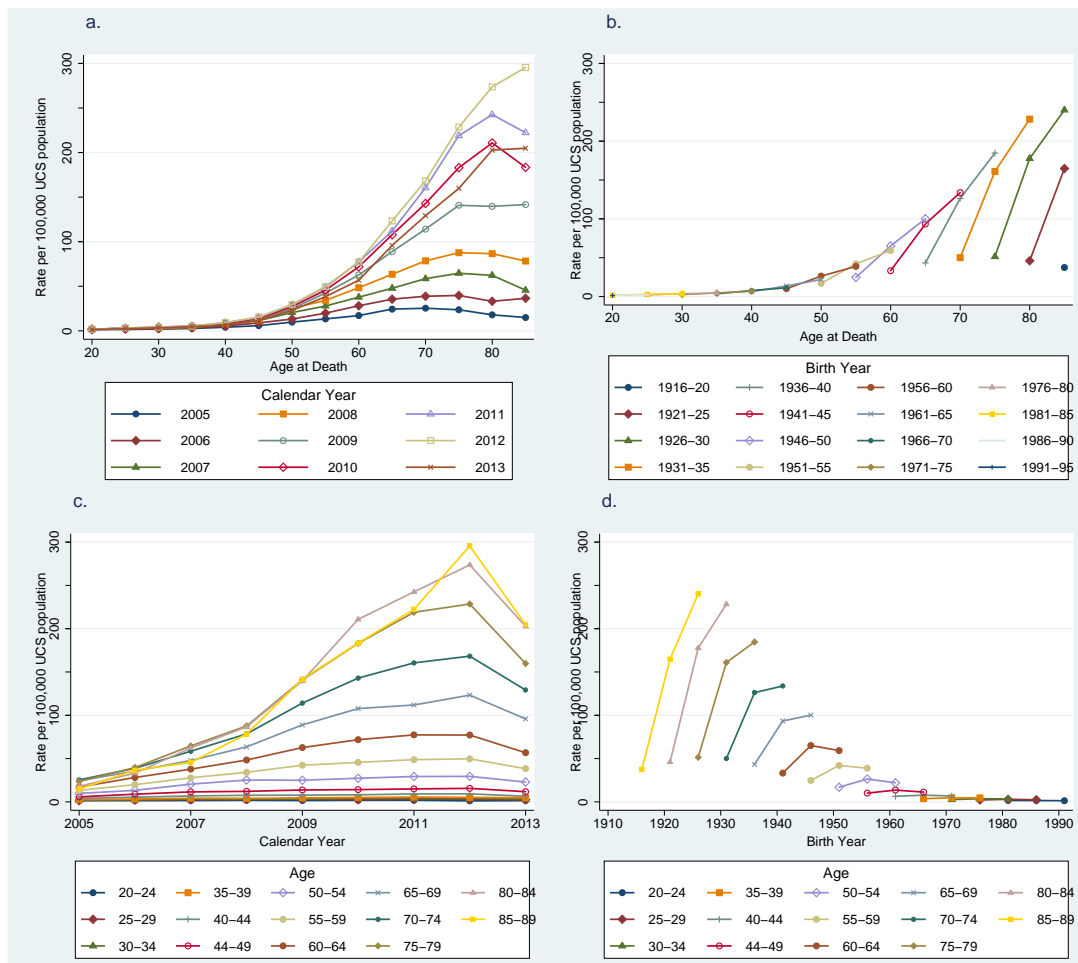 a.
Rate per 100,000 UCS population
300
200
100
0
20 30 40 50 60 70 80
Age at Death
Calendar Year
2005 2008 2011
2006 2009 2012
2007 2010 2013
b.
Rate per 100,000 UCS population
300
200
100
0
20 30 40 50 60 70 80
Age at Death
Birth Year
1916–20 1936–40 1956–60 1976–80
1921–25 1941–45 1961–65 1981–85
1926–30 1946–50 1966–70 1986–90
1931–35 1951–55 1971–75 1991–95
c.
Rate per 100,000 UCS population
300
200
100
0
2005 2007 2009 2011 2013
Calendar Year
Age
20–24 35–39 50–54 65–69 80–84
25–29 40–44 55–59 70–74 85–89
30–34 44–49 60–64 75–79
d.
Rate per 100,000 UCS population
300
200
100
0
1910 1920 1930 1940 1950 1960 1970 1980 1990
Birth Year
Age
20–24 35–39 50–54 65–69 80–84
25–29 40–44 55–59 70–74 85–89
30–34 44–49 60–64 75–79